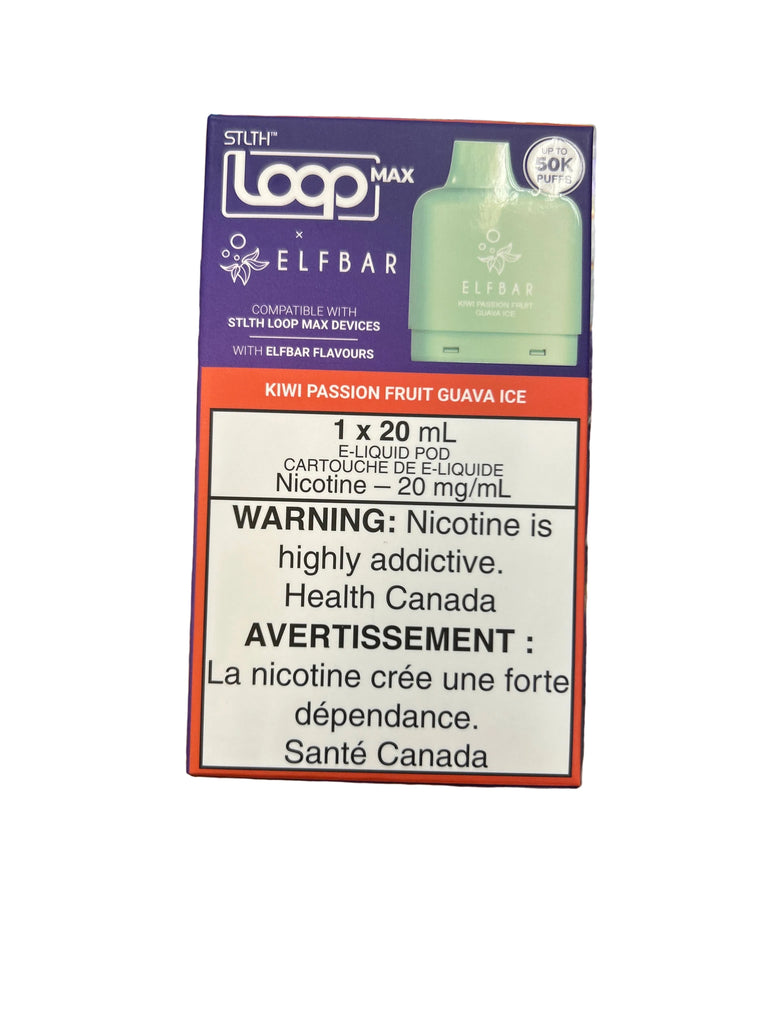 STLTH™
Loop MAX
×
ELFBAR
COMPATIBLE WITH
STLTH LOOP MAX DEVICES
WITH ELFBAR FLAVOURS
UP TO
50K
PUFFS
ELFBAR
KIWI PASSION FRUIT
GUAVA ICE
KIWI PASSION FRUIT GUAVA ICE
1 x 20 mL
E-LIQUID POD
CARTOUCHE DE E-LIQUIDE
Nicotine – 20 mg/mL
WARNING: Nicotine is
highly addictive.
Health Canada
AVERTISSEMENT :
La nicotine crée une forte
dépendance.
Santé Canada